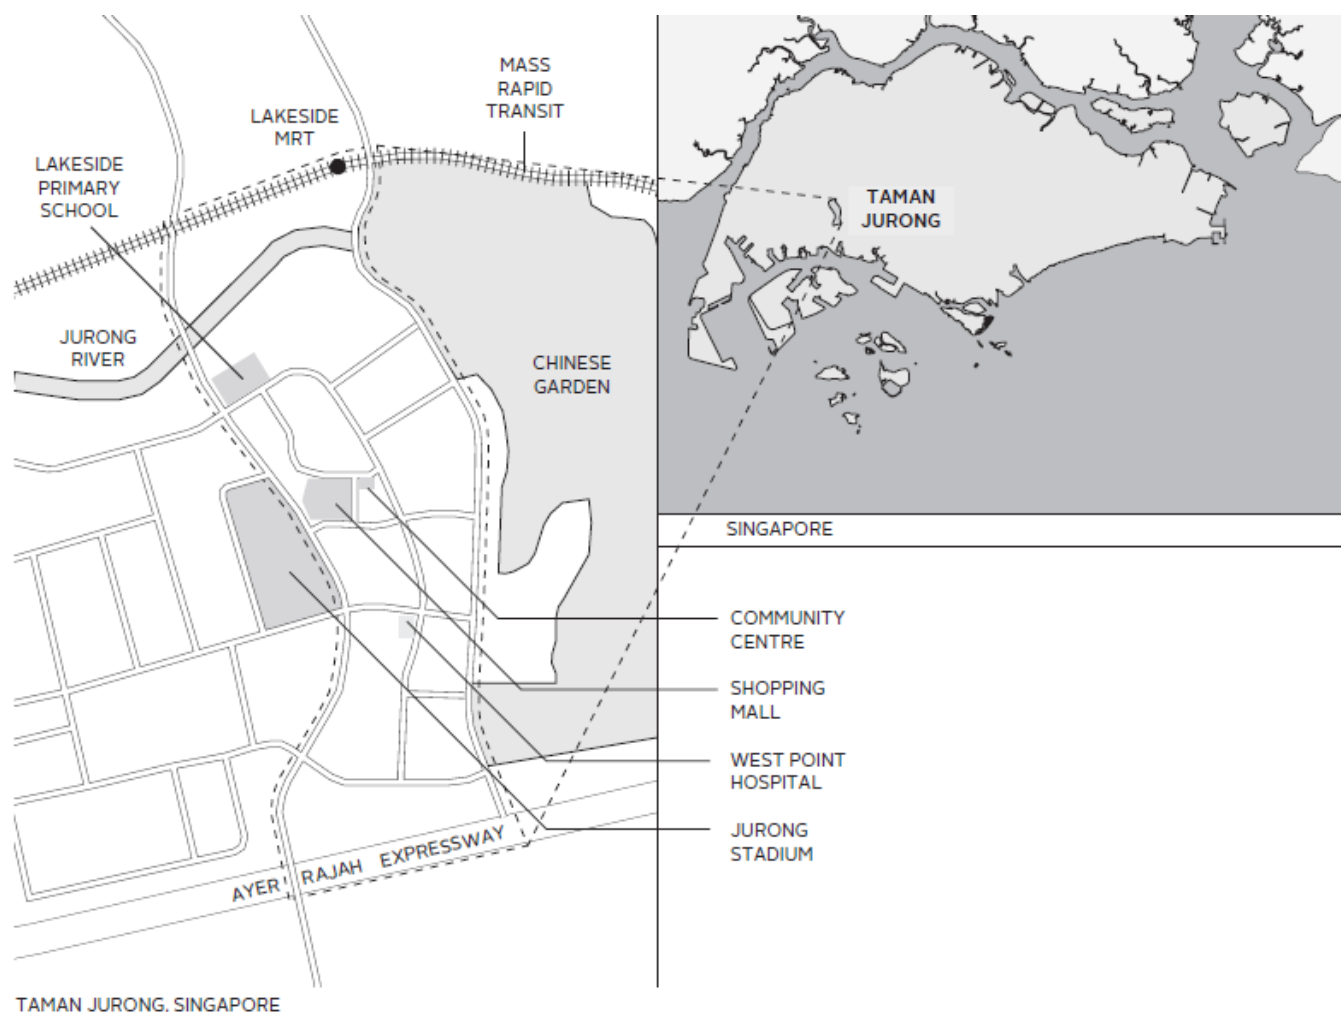 MASS
RAPID
TRANSIT
LAKESIDE
MRT
LAKESIDE
PRIMARY
SCHOOL
TAMAN
JURONG
JURONG
RIVER
CHINESE
GARDEN
SINGAPORE
COMMUNITY
CENTRE
SHOPPING
MALL
WEST POINT
HOSPITAL
JURONG
STADIUM
AYER RAJAH EXPRESSWAY
TAMAN JURONG, SINGAPORE